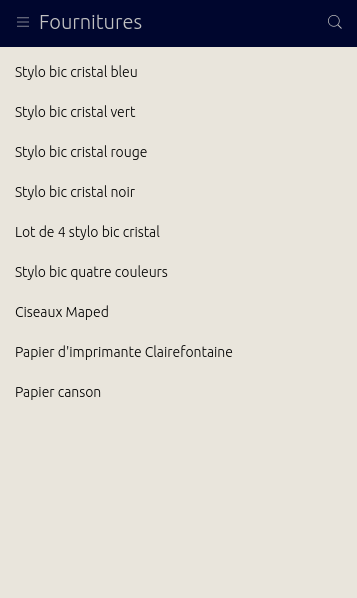 Fournitures
Stylo bic cristal bleu
Stylo bic cristal vert
Stylo bic cristal rouge
Stylo bic cristal noir
Lot de 4 stylo bic cristal
Stylo bic quatre couleurs
Ciseaux Maped
Papier d'imprimante Clairefontaine
Papier canson